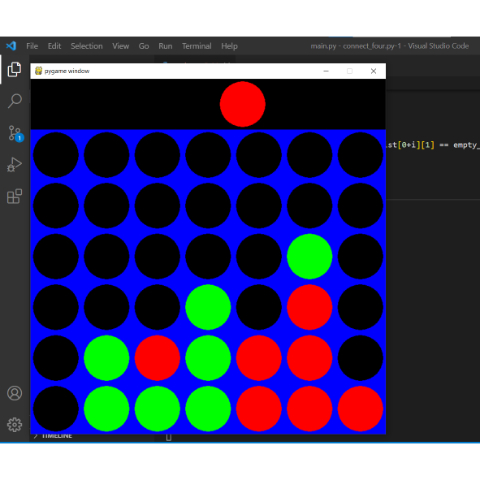 File Edit Selection View Go Run Terminal Help main.py - connect_four.py-1 - Visual Studio Code
pygame window
st[0+i][1] == empty_
1
TIMELINE